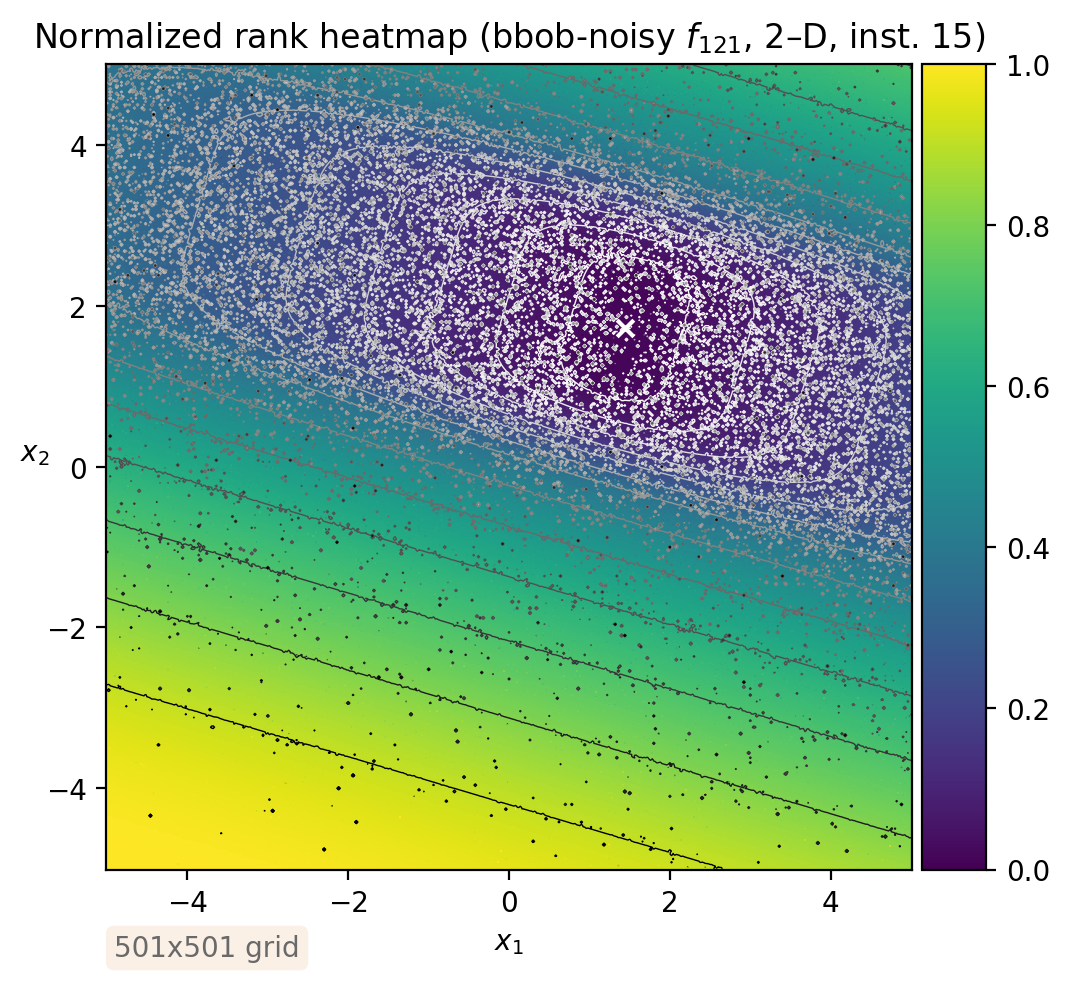 Normalized rank heatmap (bbob-noisy f₁₂₁, 2–D, inst. 15)
1.0
0.8
0.6
0.4
0.2
0.0
4
2
0
−2
−4
x₂
−4 −2 0 2 4
x₁
501x501 grid